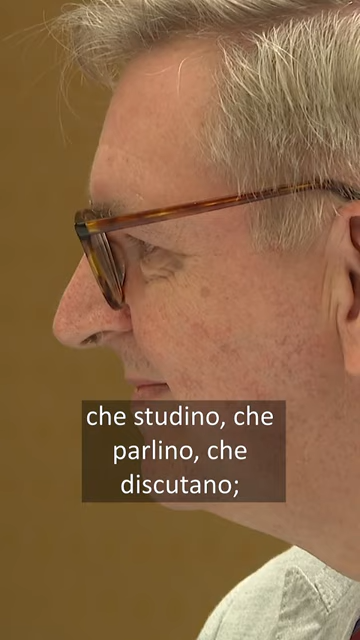 che studino, che
parlino, che
discutano;